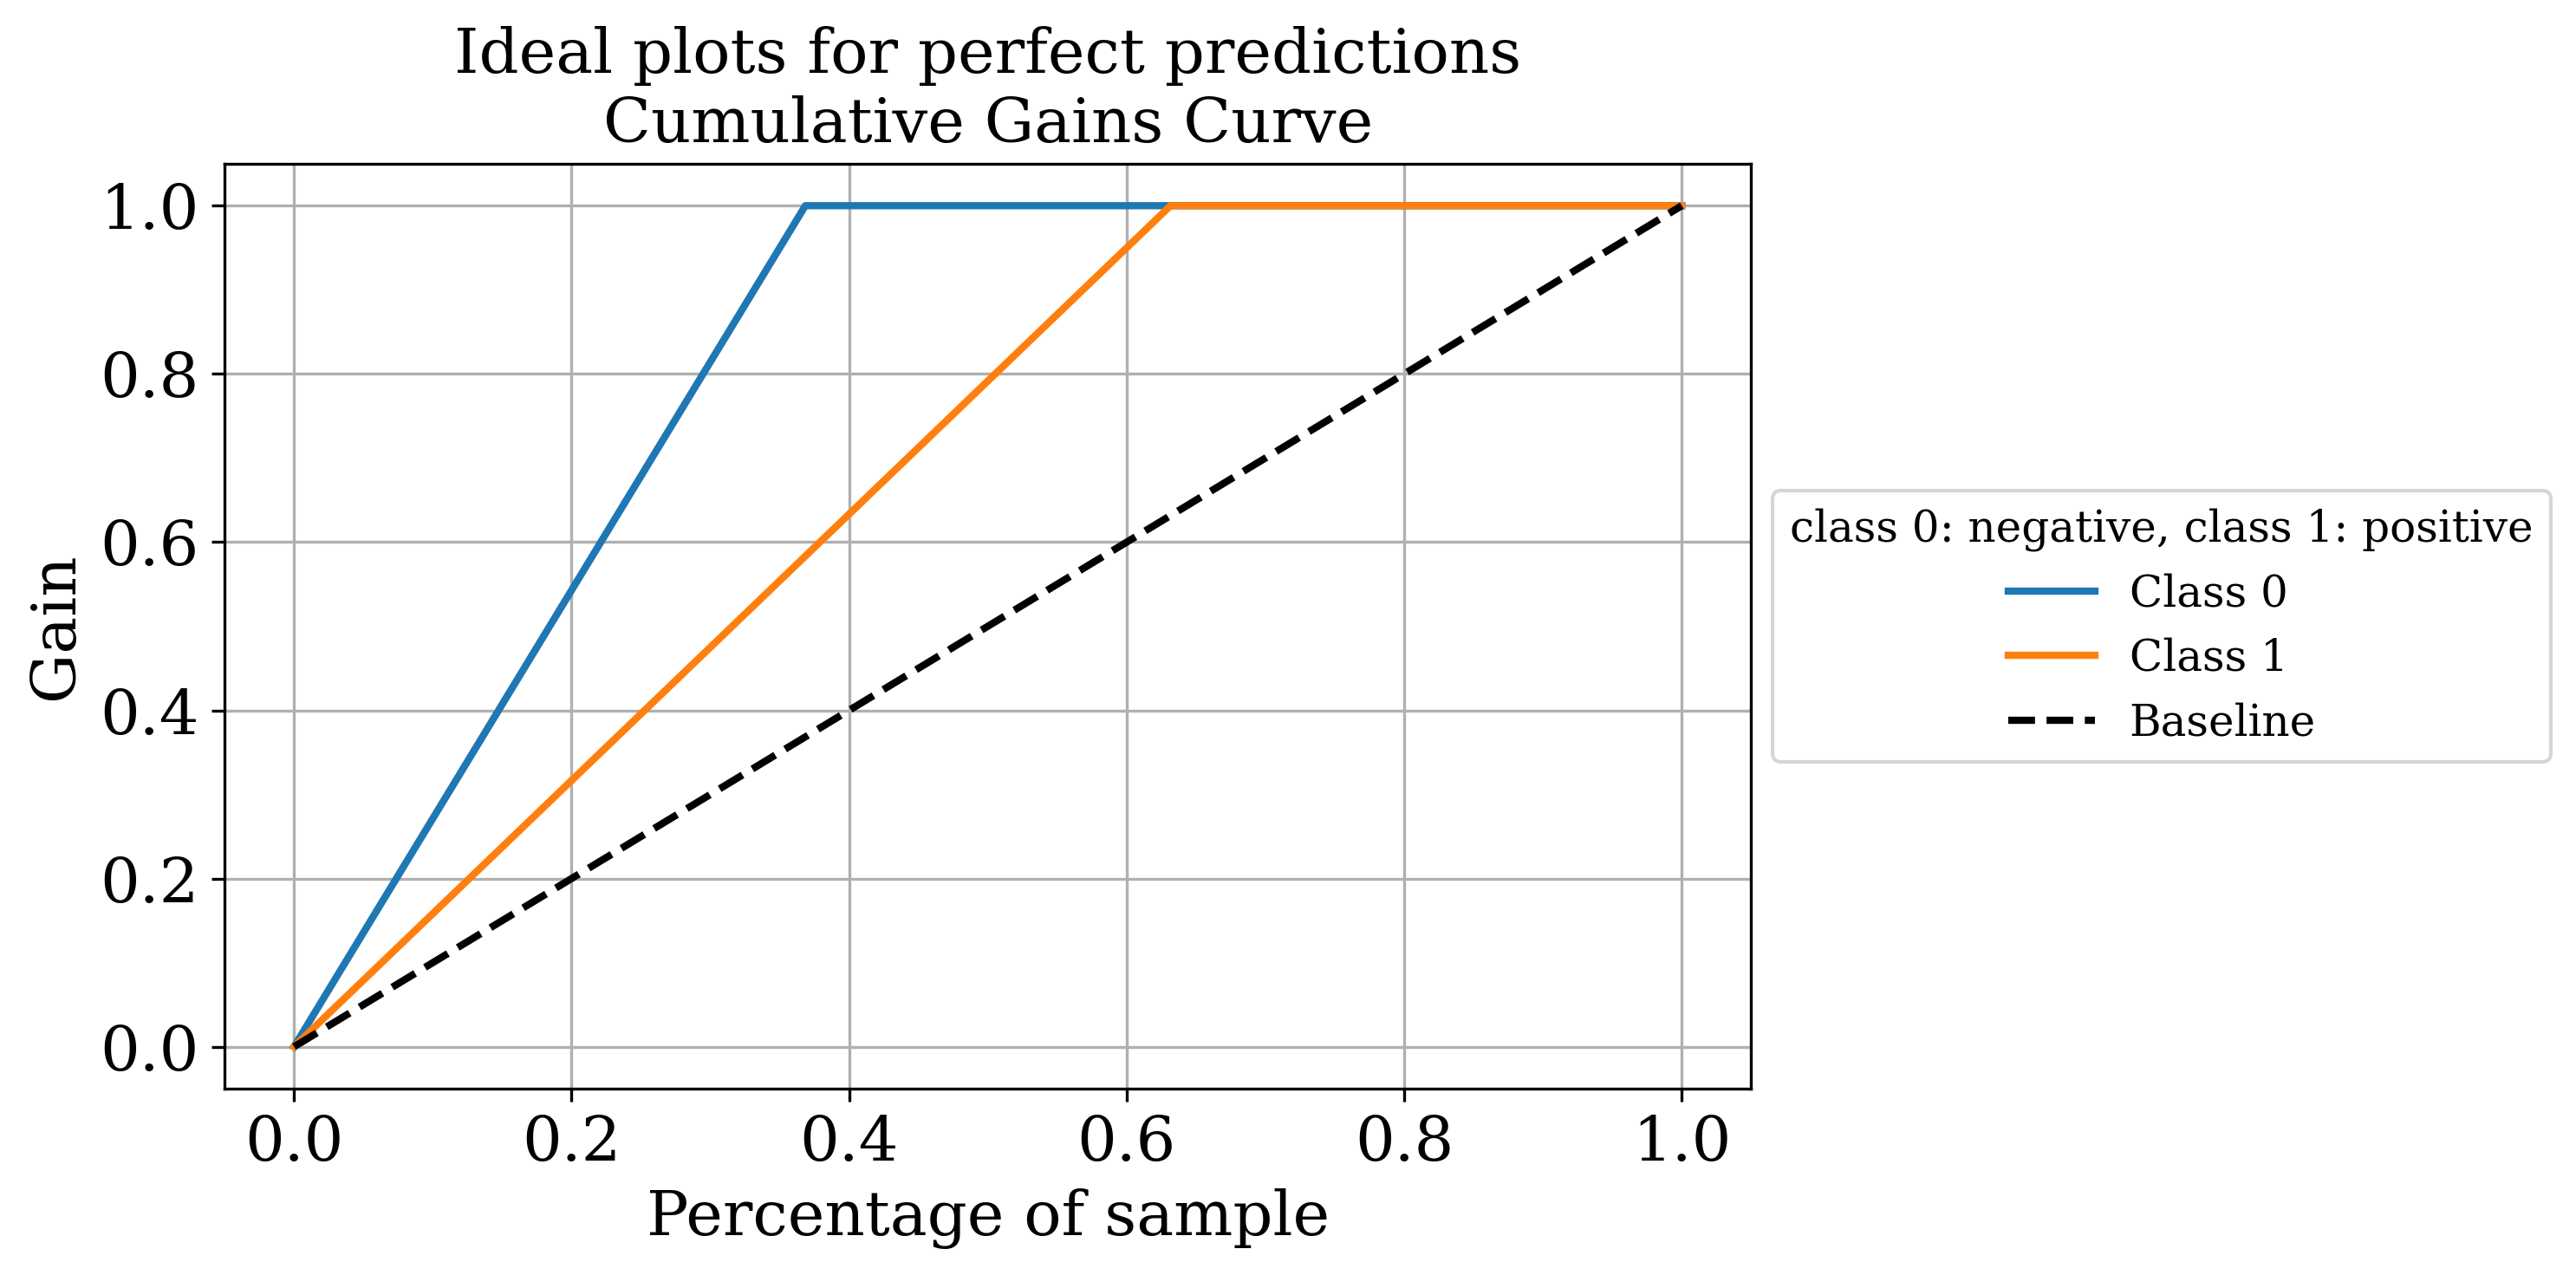 Ideal plots for perfect predictions
Cumulative Gains Curve
Gain
1.0
0.8
0.6
0.4
0.2
0.0
0.0 0.2 0.4 0.6 0.8 1.0
Percentage of sample
class 0: negative, class 1: positive
Class 0
Class 1
Baseline